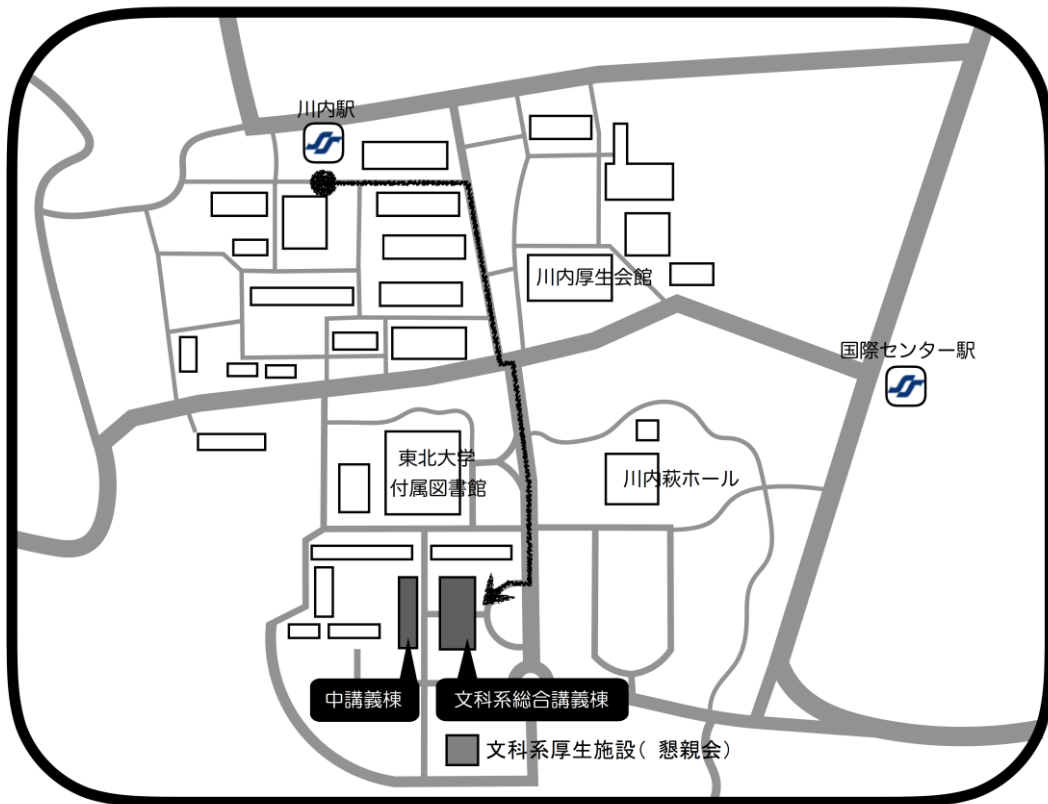 川内駅
川内厚生会館
国際センター駅
東北大学
付属図書館
川内萩ホール
中講義棟
文科系総合講義棟
文科系厚生施設( 懇親会)